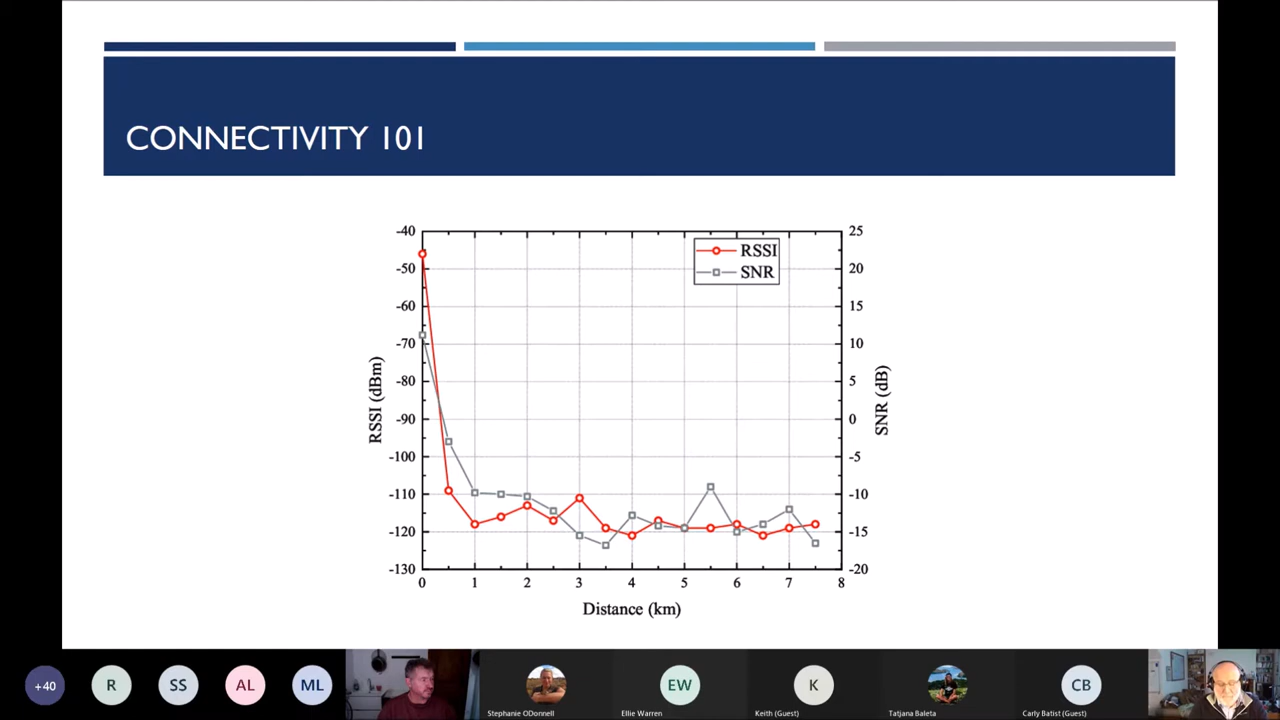 CONNECTIVITY 101
RSSI
SNR
-40
-50
-60
-70
-80
-90
-100
-110
-120
-130
RSSI (dBm)
25
20
15
10
5
0
-5
-10
-15
-20
SNR (dB)
0 1 2 3 4 5 6 7 8
Distance (km)
+40 R SS AL ML EW K CB
Stephanie ODonnell Ellie Warren Keith (Guest) Tatjana Baleta Carly Batist (Guest)